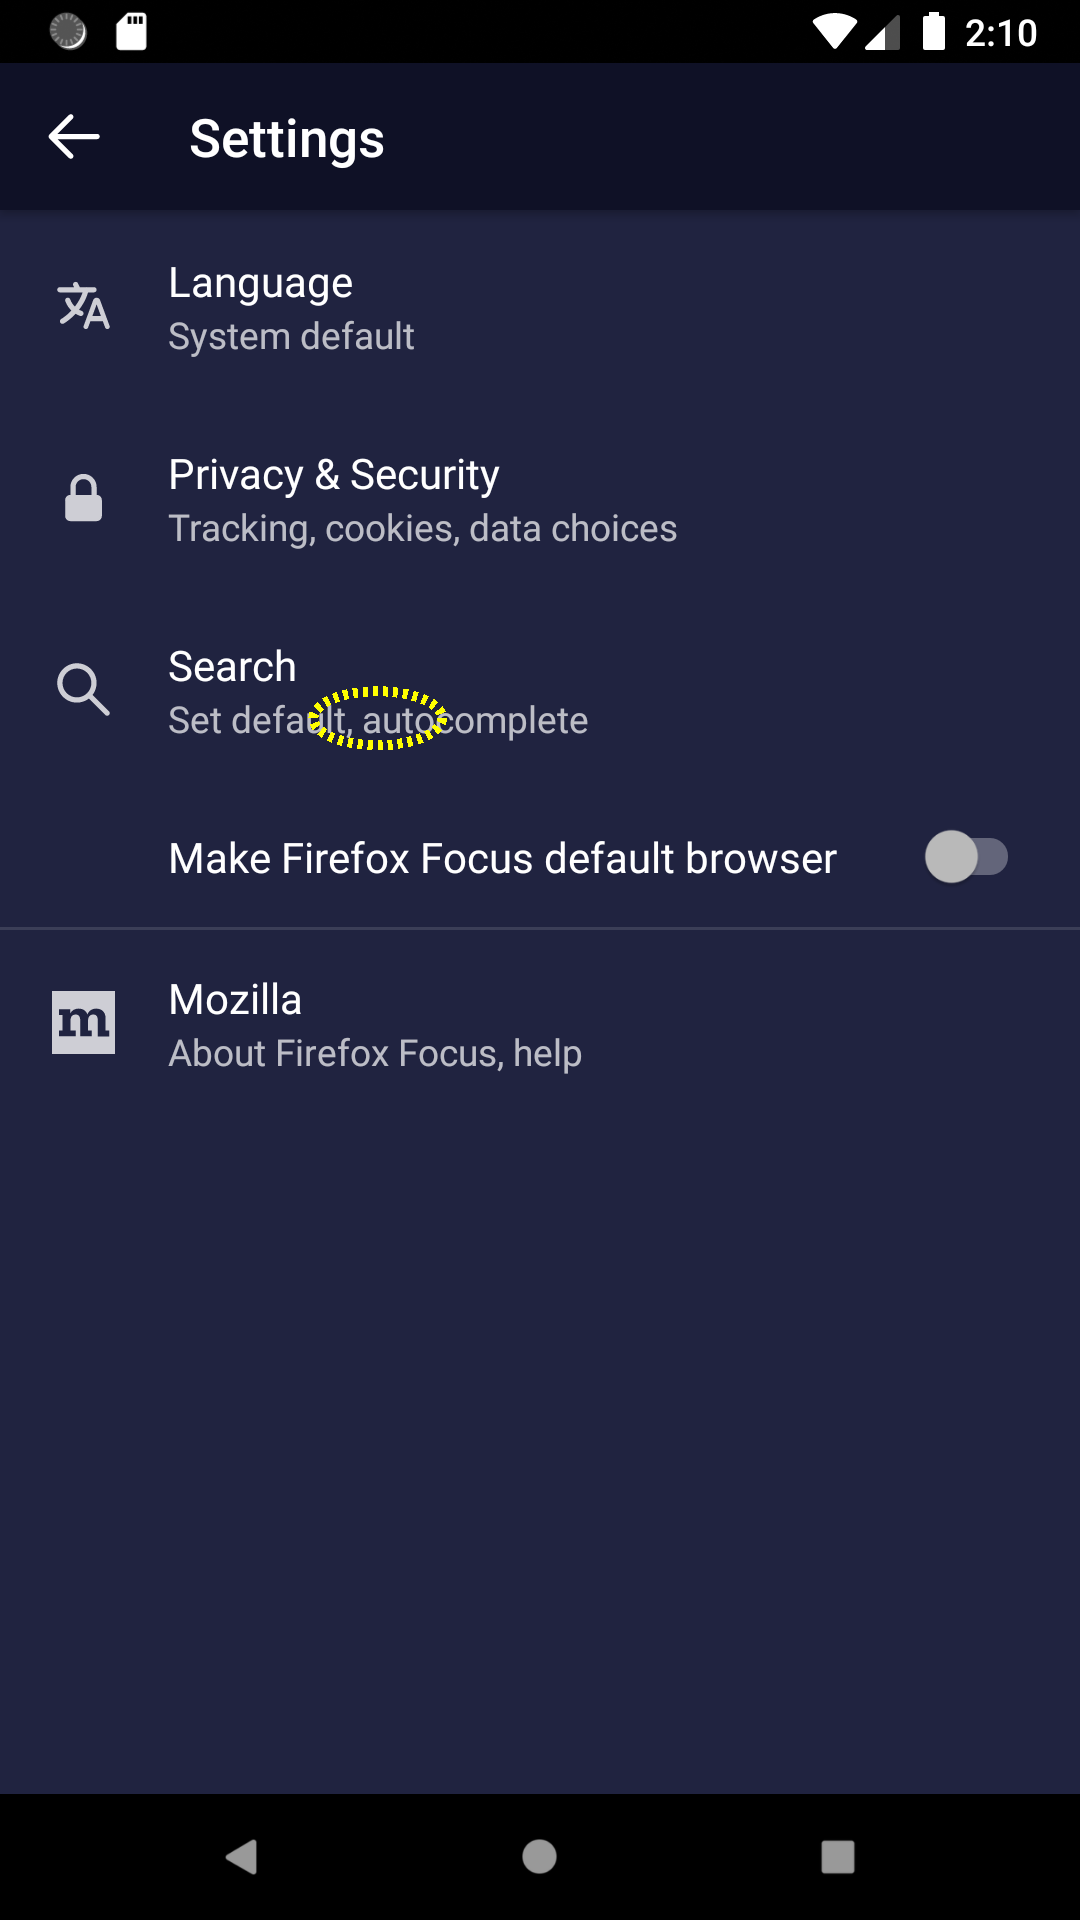 2:10
Settings
Language
System default
Privacy & Security
Tracking, cookies, data choices
Search
Set default, autocomplete
Make Firefox Focus default browser
m
Mozilla
About Firefox Focus, help